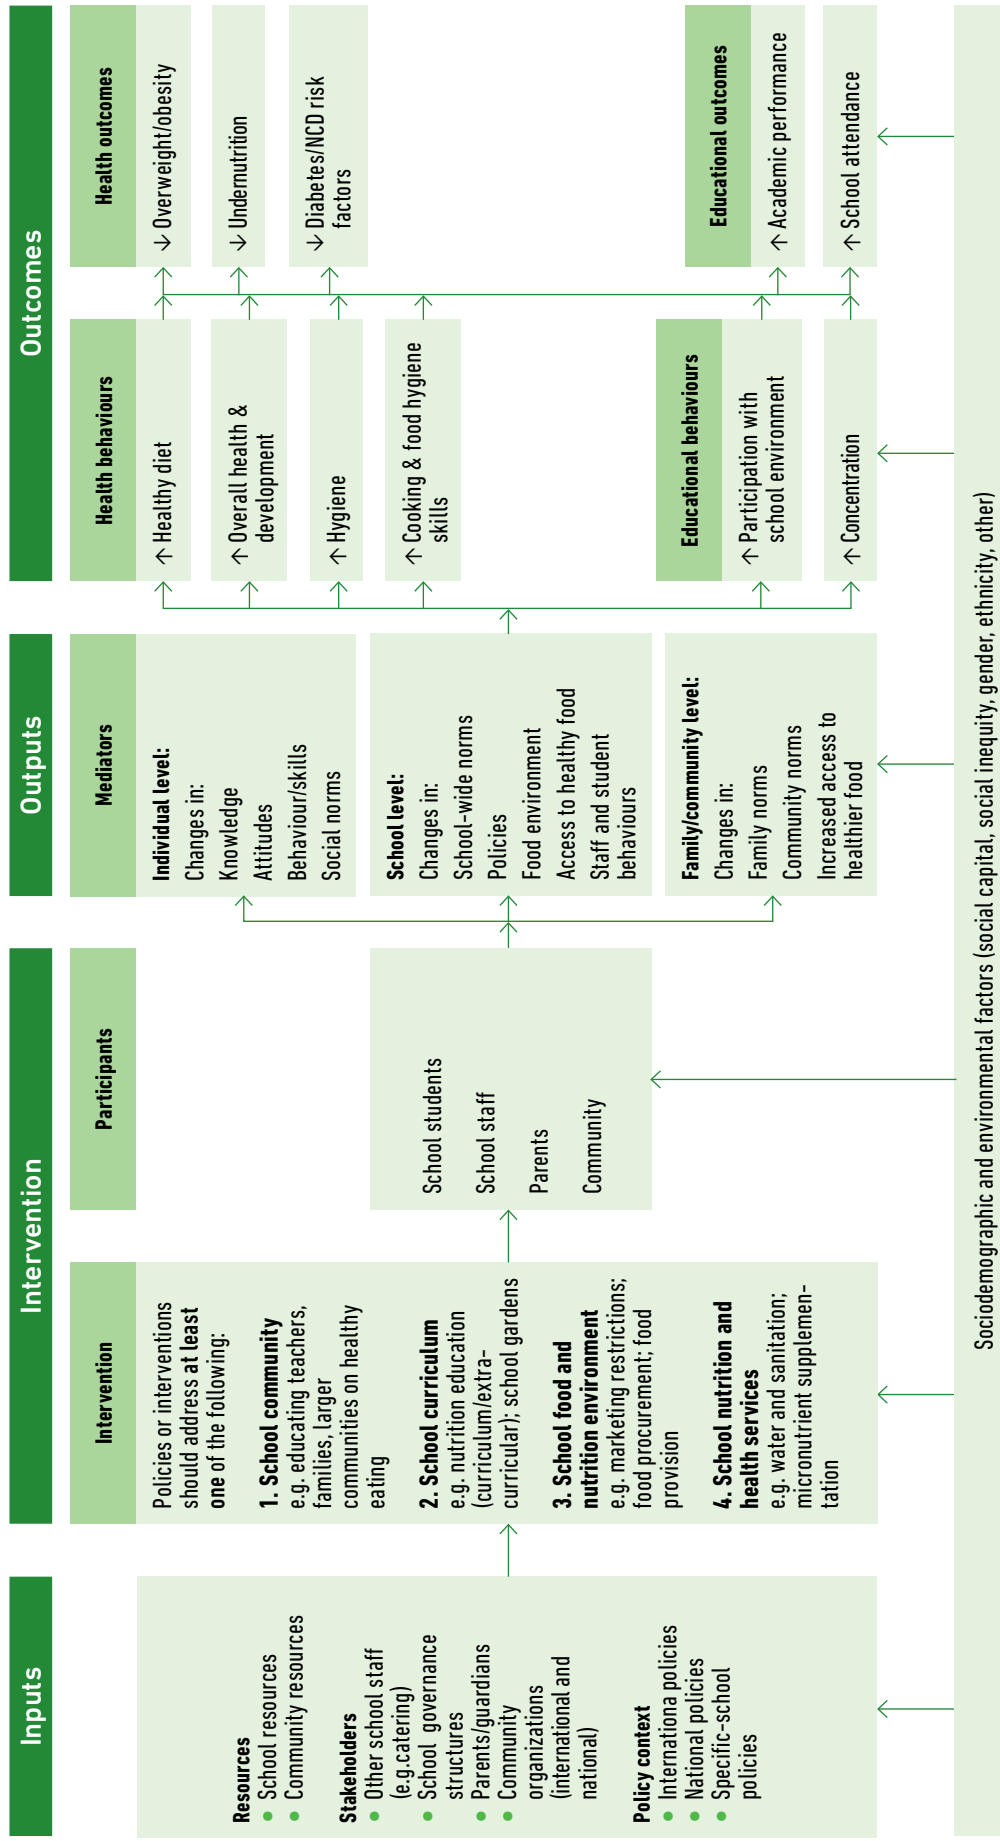 Inputs
Resources
● School resources
● Community resources
Stakeholders
● Other school staff
(e.g.catering)
● School governance
structures
● Parents/guardians
● Community
organizations
(international and
national)
Policy context
● Internationa policies
● National policies
● Specific-school
policies
Intervention
Intervention
Policies or interventions
should address at least
one of the following:
1. School community
e.g. educating teachers,
families, larger
communities on healthy
eating
2. School curriculum
e.g. nutrition education
(curriculum/extra-
curricular); school gardens
3. School food and
nutrition environment
e.g. marketing restrictions;
food procurement; food
provision
4. School nutrition and
health services
e.g. water and sanitation;
micronutrient supplemen-
tation
Participants
School students
School staff
Parents
Community
Outputs
Mediators
Individual level:
Changes in:
Knowledge
Attitudes
Behaviour/skills
Social norms
School level:
Changes in:
School-wide norms
Policies
Food environment
Access to healthy food
Staff and student
behaviours
Family/community level:
Changes in:
Family norms
Community norms
Increased access to
healthier food
Outcomes
Health behaviours
↑ Healthy diet
↑ Overall health &
development
↑ Hygiene
↑ Cooking & food hygiene
skills
Educational behaviours
↑ Participation with
school environment
↑ Concentration
Health outcomes
↓ Overweight/obesity
↓ Undernutrition
↓ Diabetes/NCD risk
factors
Educational outcomes
↑ Academic performance
↑ School attendance
Sociodemographic and environmental factors (social capital, social inequity, gender, ethnicity, other)